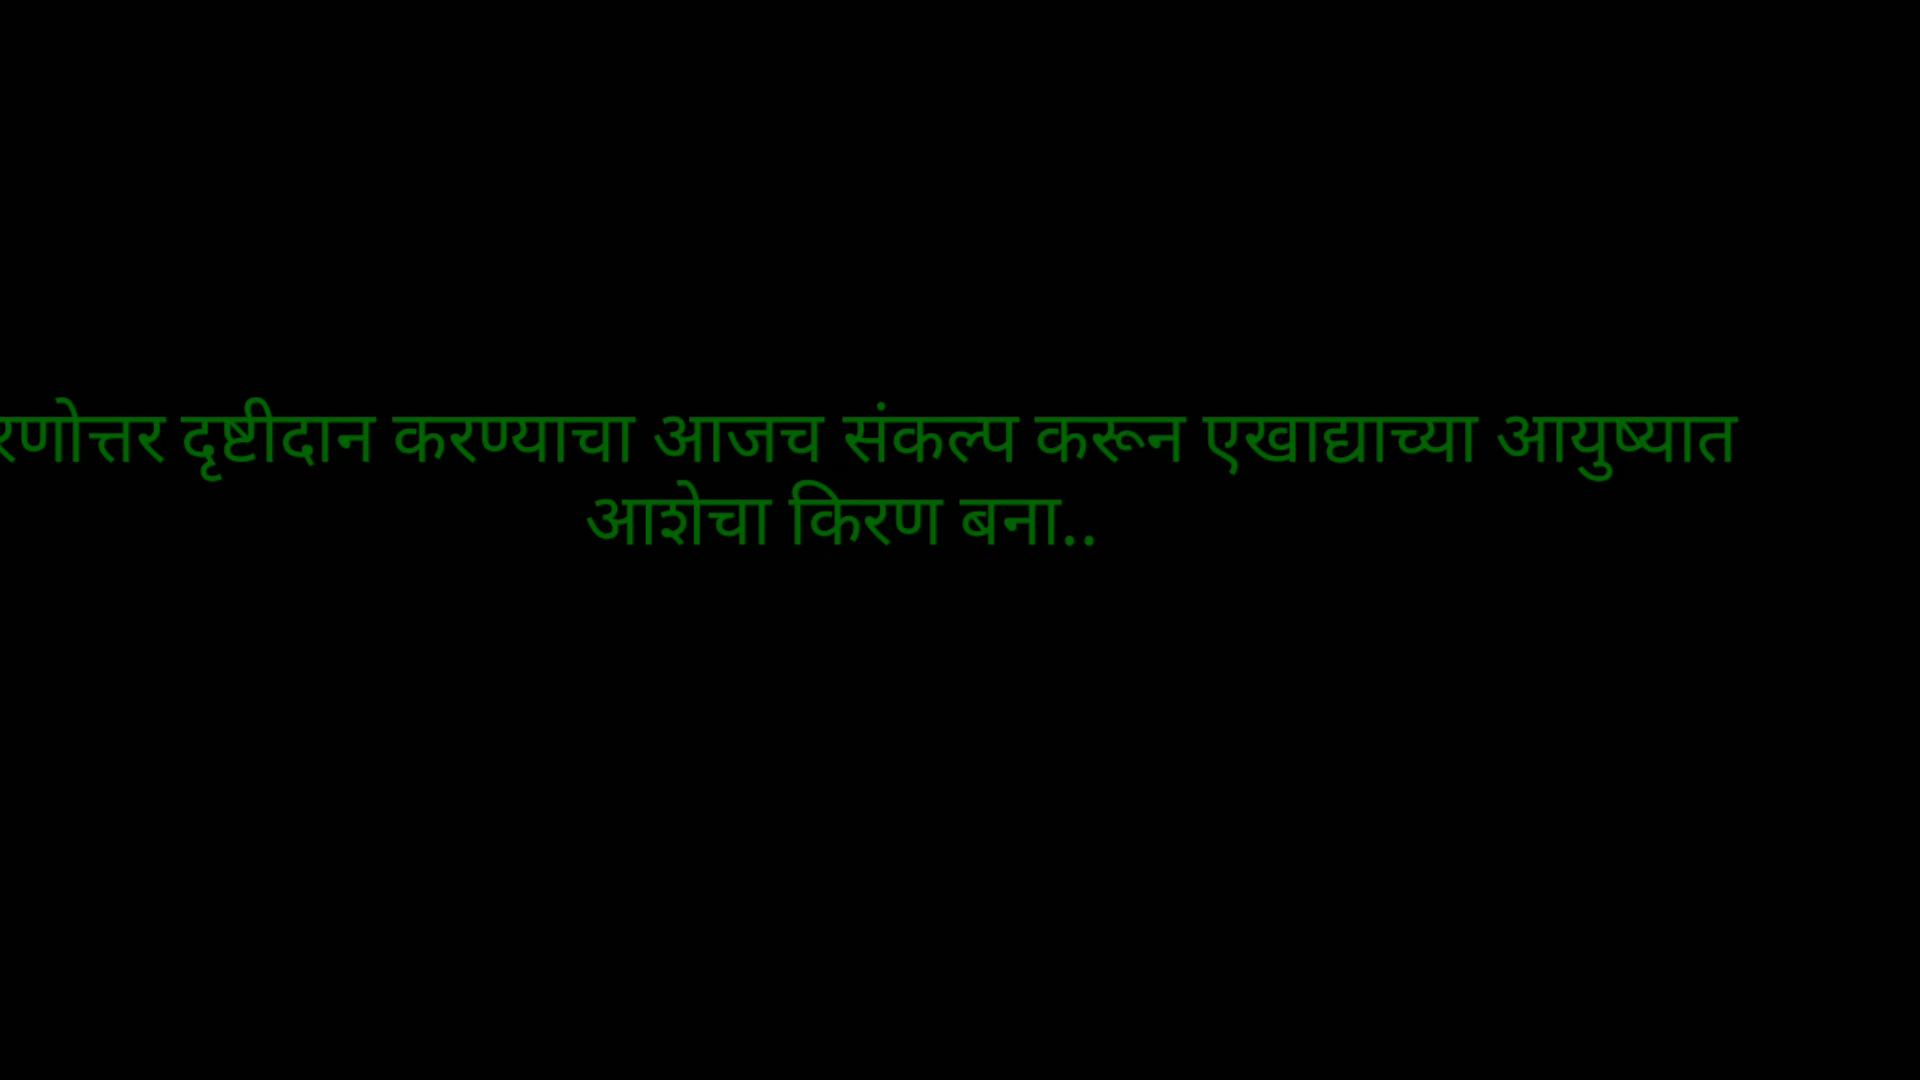 रणोत्तर दृष्टीदान करण्याचा आजच संकल्प करून एखाद्याच्या आयुष्यात
आशेचा किरण बना..